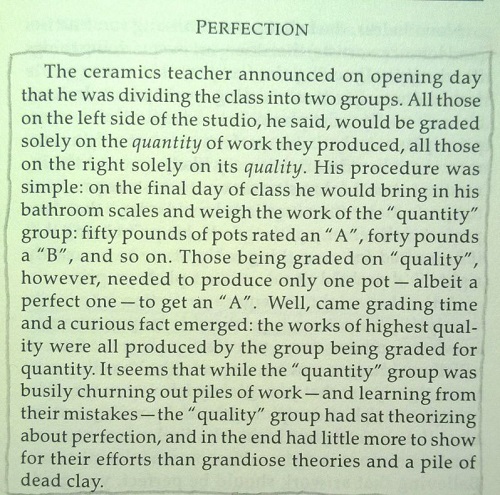 PERFECTION
The ceramics teacher announced on opening day
that he was dividing the class into two groups. All those
on the left side of the studio, he said, would be graded
solely on the quantity of work they produced, all those
on the right solely on its quality. His procedure was
simple: on the final day of class he would bring in his
bathroom scales and weigh the work of the “quantity”
group: fifty pounds of pots rated an “A”, forty pounds
a “B”, and so on. Those being graded on “quality”,
however, needed to produce only one pot — albeit a
perfect one — to get an “A”. Well, came grading time
and a curious fact emerged: the works of highest qual-
ity were all produced by the group being graded for
quantity. It seems that while the “quantity” group was
busily churning out piles of work—and learning from
their mistakes—the “quality” group had sat theorizing
about perfection, and in the end had little more to show
for their efforts than grandiose theories and a pile of
dead clay.